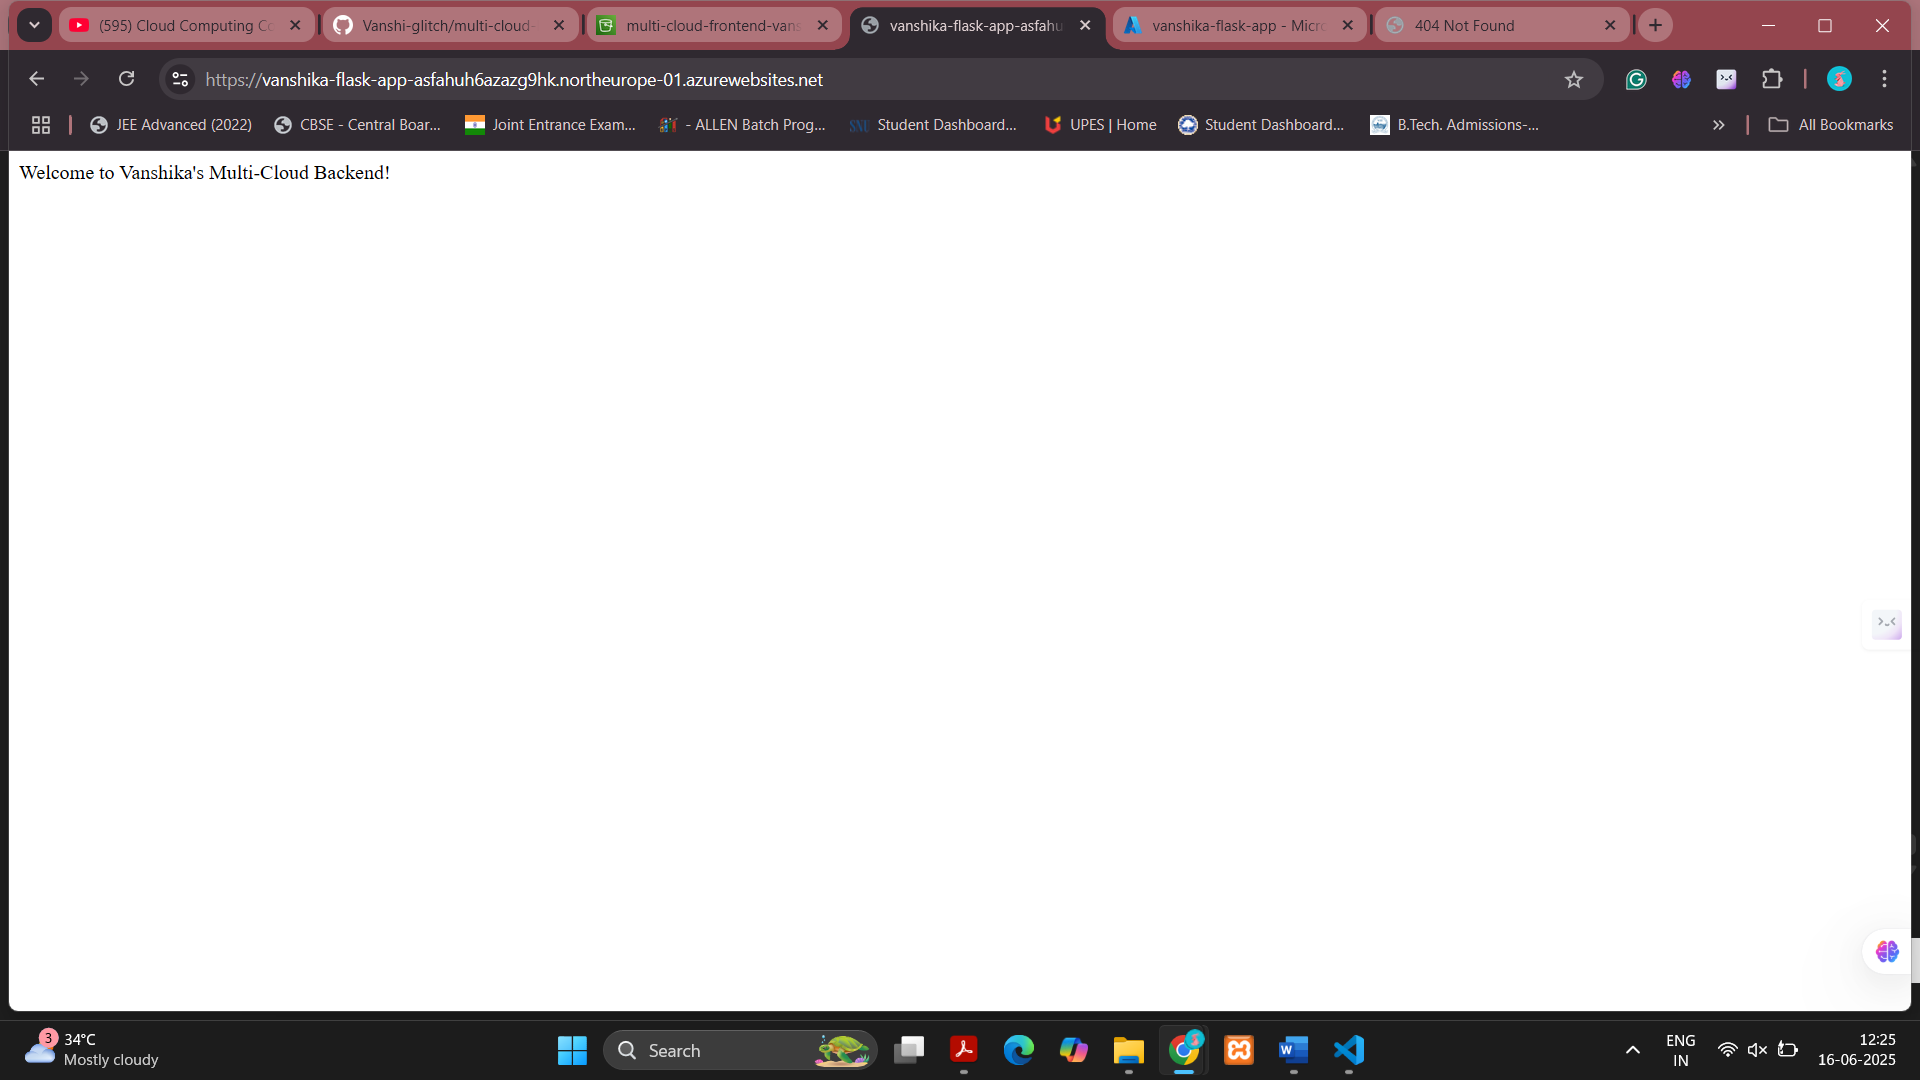 (595) Cloud Computing Ce
Vanshi-glitch/multi-cloud-
multi-cloud-frontend-vans
vanshika-flask-app-asfahu
vanshika-flask-app - Micro
404 Not Found
https://vanshika-flask-app-asfahuh6azazg9hk.northeurope-01.azurewebsites.net
JEE Advanced (2022)
CBSE - Central Boar...
Joint Entrance Exam...
- ALLEN Batch Prog...
SNU
Student Dashboard...
UPES | Home
Student Dashboard...
B.Tech. Admissions-...
All Bookmarks
Welcome to Vanshika's Multi-Cloud Backend!
3
34°C
Mostly cloudy
Search
ENG
IN
12:25
16-06-2025